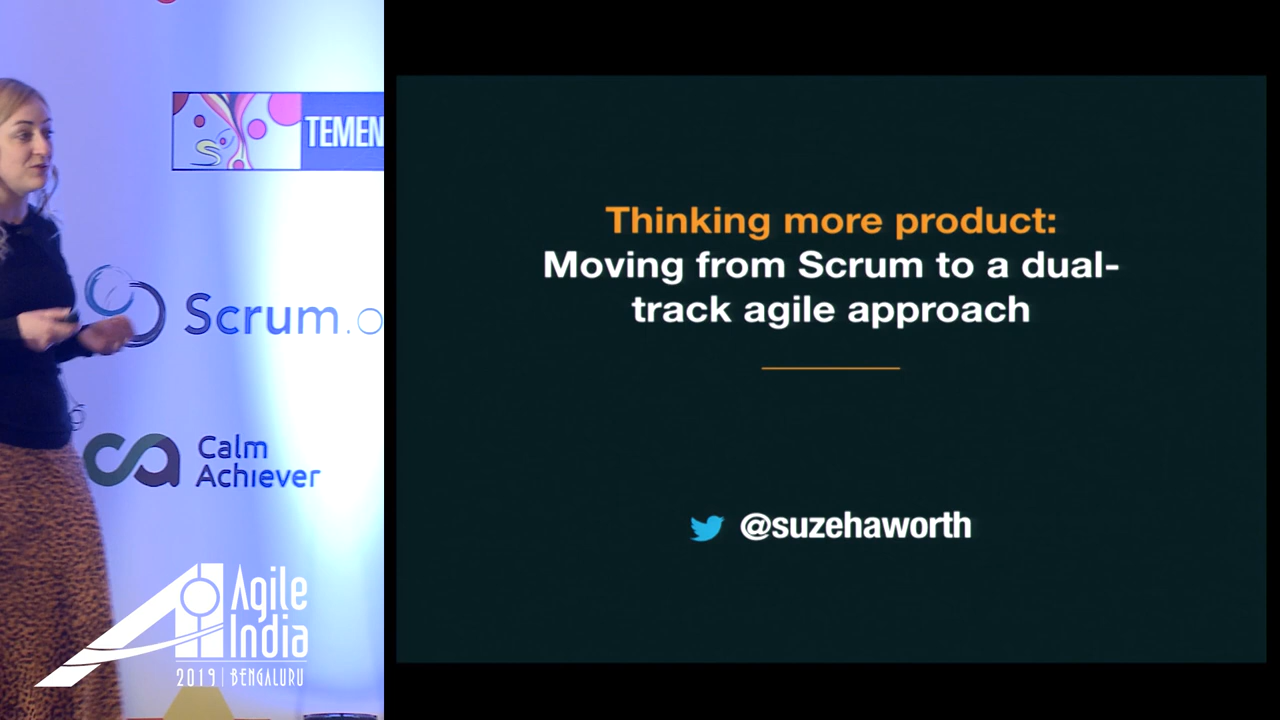 TEMEN
Scrum.o
Calm
Achiever
Agile
India
2019 | BENGALURU
Thinking more product:
Moving from Scrum to a dual-
track agile approach
@suzehaworth